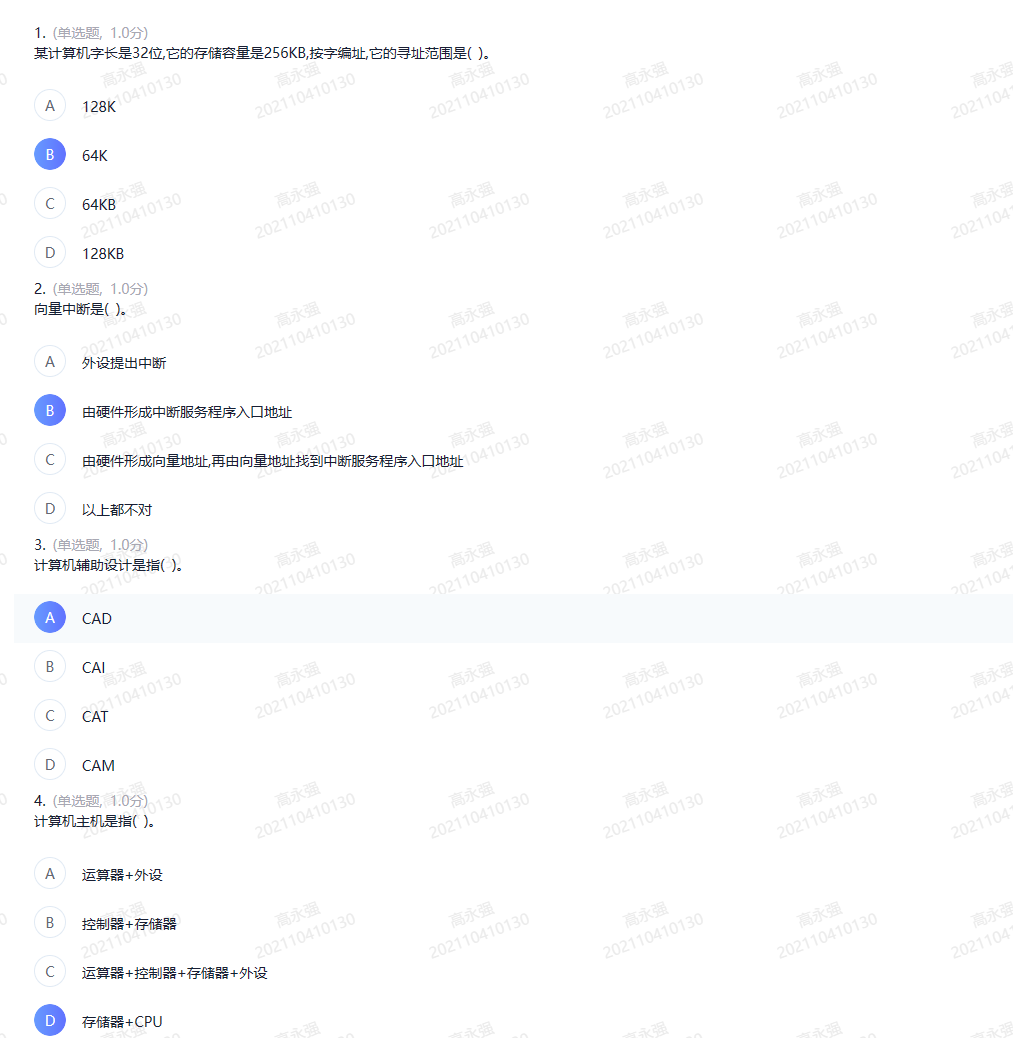 1. (单选题, 1.0分)
某计算机字长是32位,它的存储容量是256KB,按字编址,它的寻址范围是( )。
A 128K
B 64K
C 64KB
D 128KB
2. (单选题, 1.0分)
向量中断是( )。
A 外设提出中断
B 由硬件形成中断服务程序入口地址
C 由硬件形成向量地址,再由向量地址找到中断服务程序入口地址
D 以上都不对
3. (单选题, 1.0分)
计算机辅助设计是指( )。
A CAD
B CAI
C CAT
D CAM
4. (单选题, 1.0分)
计算机主机是指( )。
A 运算器+外设
B 控制器+存储器
C 运算器+控制器+存储器+外设
D 存储器+CPU
高永强
202110410130